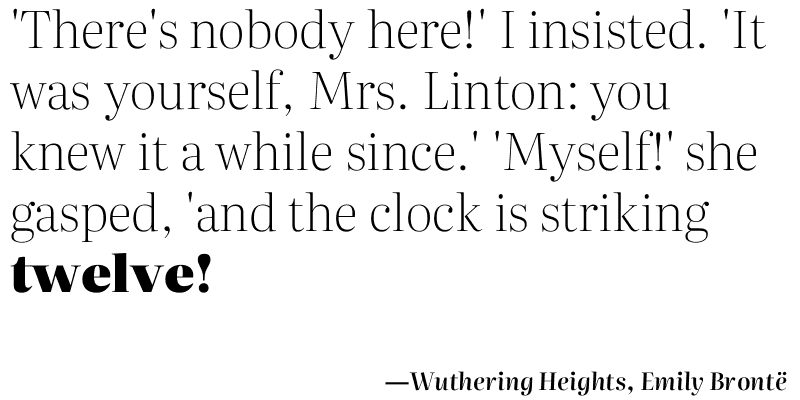 'There's nobody here!' I insisted. 'It
was yourself, Mrs. Linton: you
knew it a while since.' 'Myself!' she
gasped, 'and the clock is striking
twelve!
—Wuthering Heights, Emily Brontë